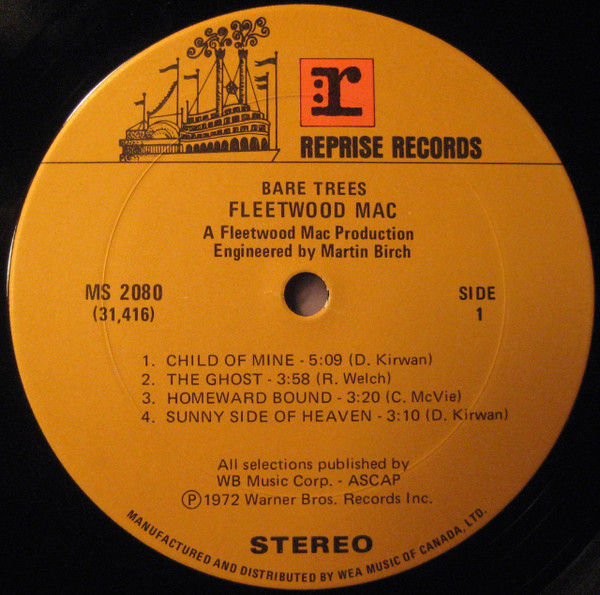 r
REPRISE RECORDS
BARE TREES
FLEETWOOD MAC
A Fleetwood Mac Production
Engineered by Martin Birch
MS 2080
(31,416)
SIDE
1
1. CHILD OF MINE - 5:09 (D. Kirwan)
2. THE GHOST - 3:58 (R. Welch)
3. HOMEWARD BOUND - 3:20 (C. McVie)
4. SUNNY SIDE OF HEAVEN - 3:10 (D. Kirwan)
All selections published by
WB Music Corp. - ASCAP
Ⓟ1972 Warner Bros. Records Inc.
STEREO
MANUFACTURED AND DISTRIBUTED BY WEA MUSIC OF CANADA, LTD.